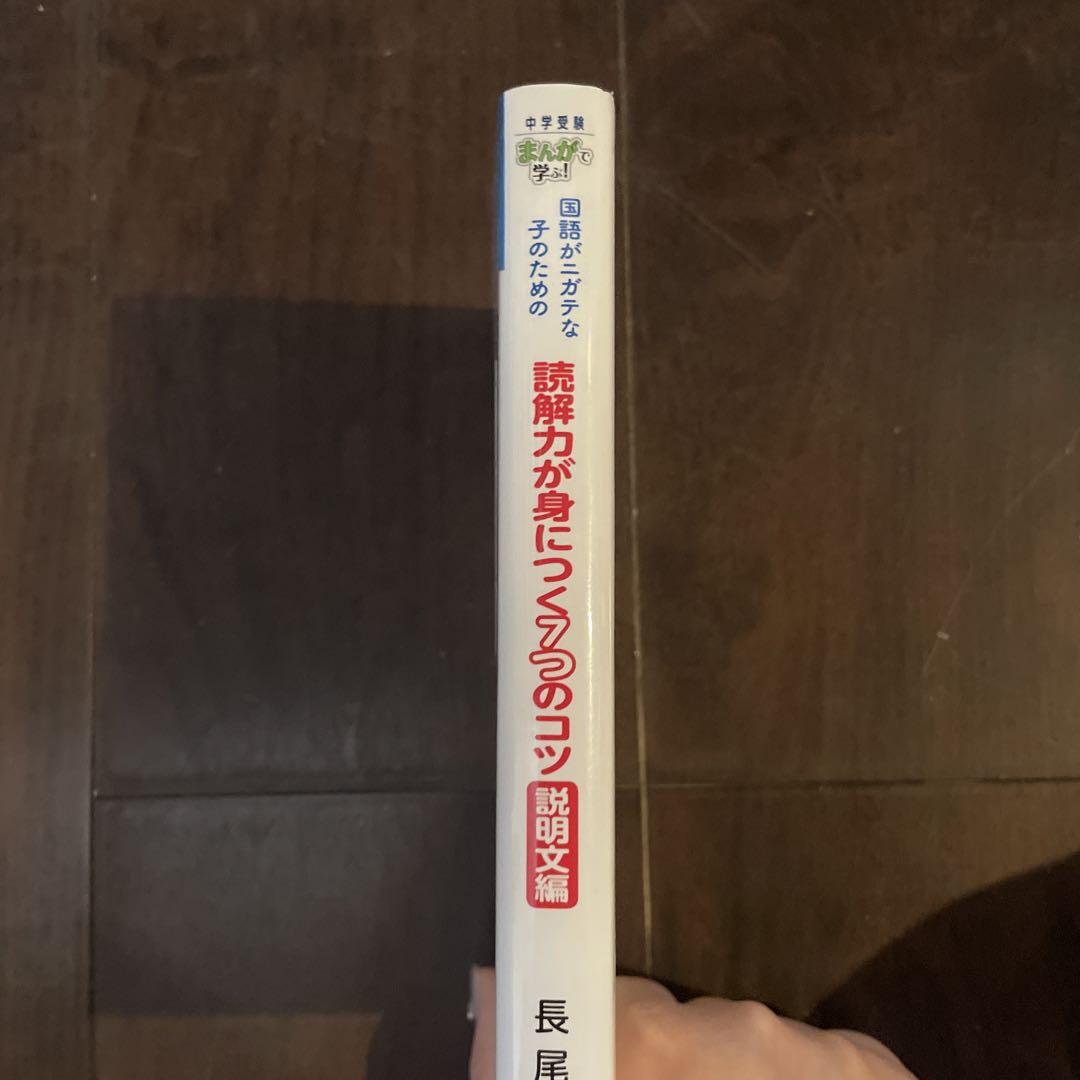 中学受験
まんがで
学ぶ!
国語がニガテな
子のための
読解力が身につく7つのコツ
説明文編
長尾